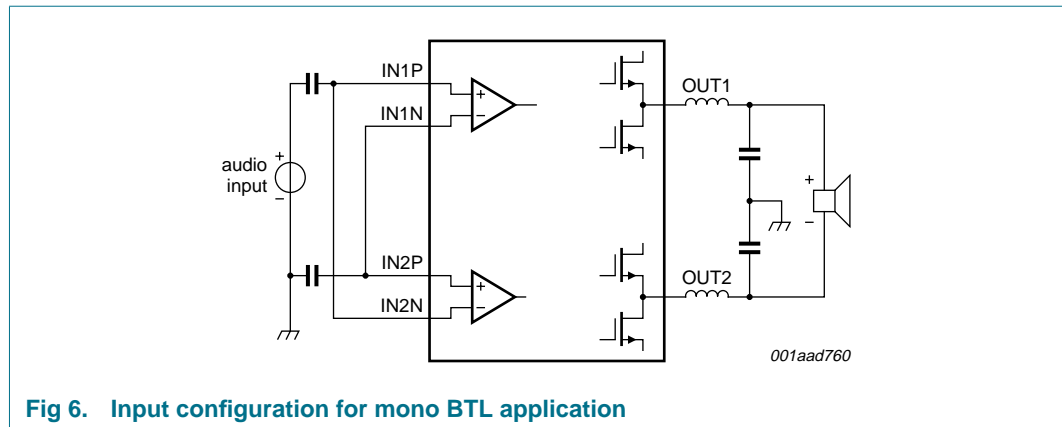 IN1P
OUT1
+
IN1N
−
audio
input
+
−
+
−
IN2P
OUT2
+
IN2N
−
001aad760
Fig 6. Input configuration for mono BTL application